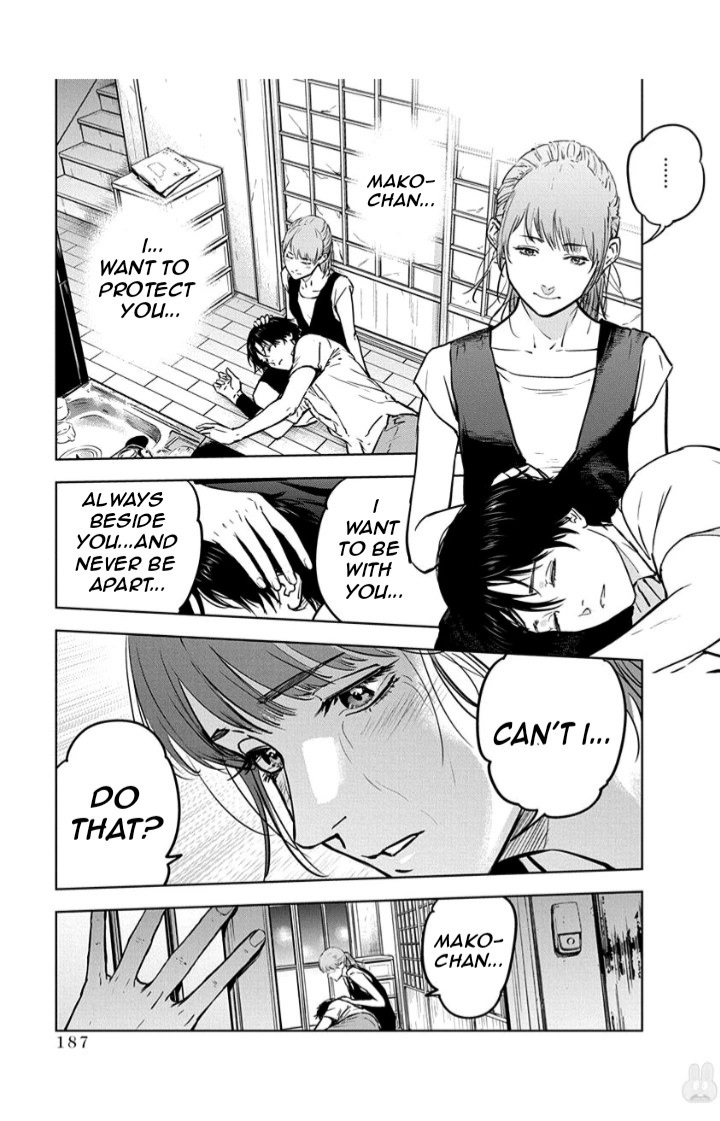 .........
MAKO-
CHAN...
I...
WANT TO
PROTECT
YOU...
I
WANT
TO BE
WITH
YOU...
ALWAYS
BESIDE
YOU...AND
NEVER BE
APART...
CAN'T I...
DO
THAT?
MAKO-
CHAN...
187